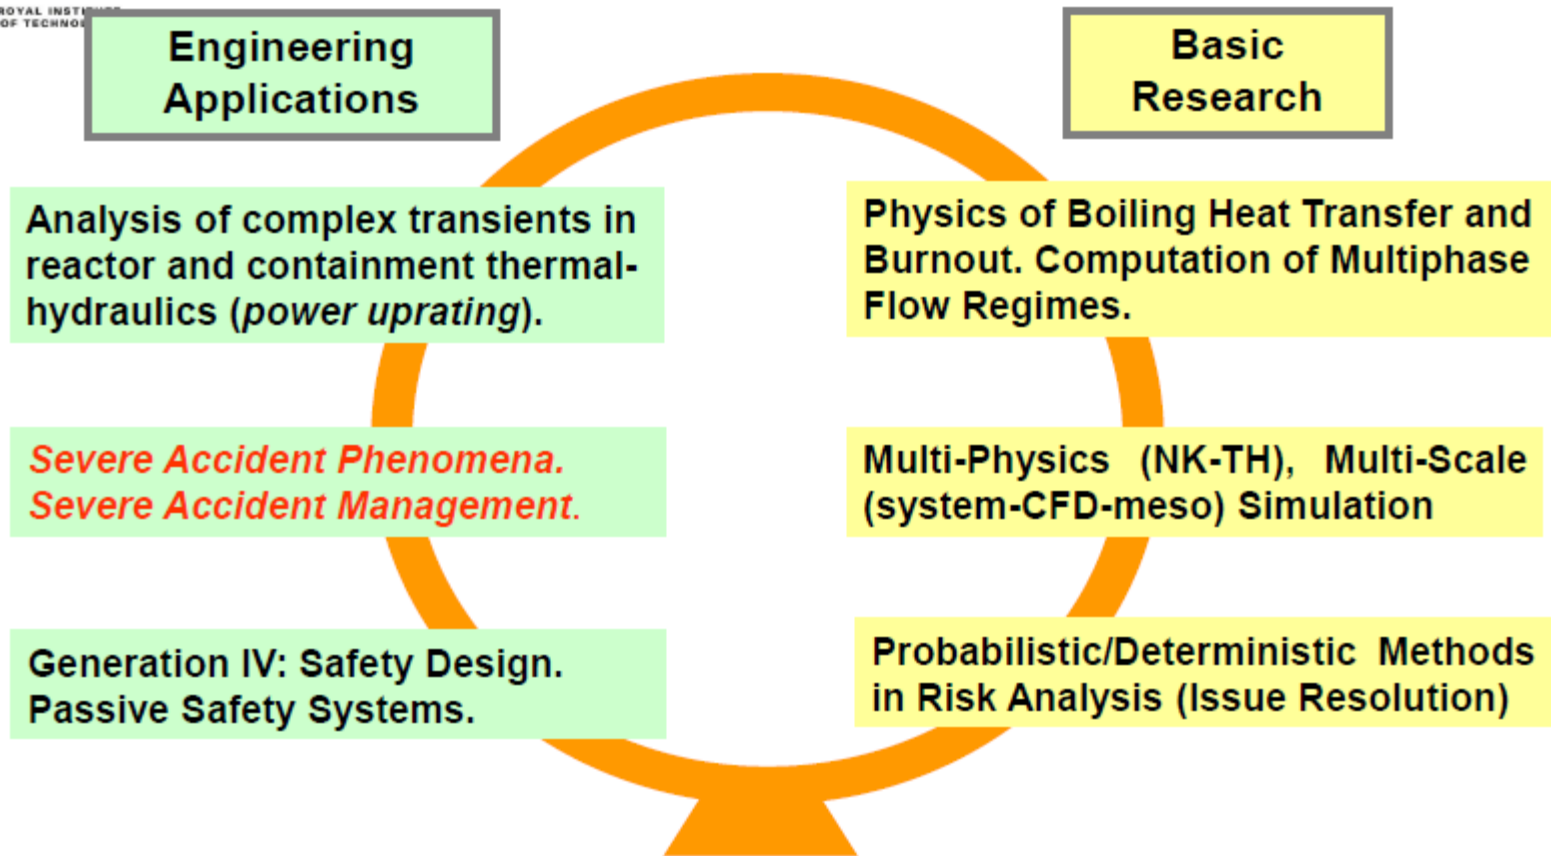 ROYAL
OF
Engineering
Applications
Basic
Research
Analysis of complex transients in
reactor and containment thermal-
hydraulics (power uprating).
Physics of Boiling Heat Transfer and
Burnout. Computation of Multiphase
Flow Regimes.
Severe Accident Phenomena.
Severe Accident Management.
Multi-Physics (NK-TH), Multi-Scale
(system-CFD-meso) Simulation
Generation IV: Safety Design.
Passive Safety Systems.
Probabilistic/Deterministic Methods
in Risk Analysis (Issue Resolution)